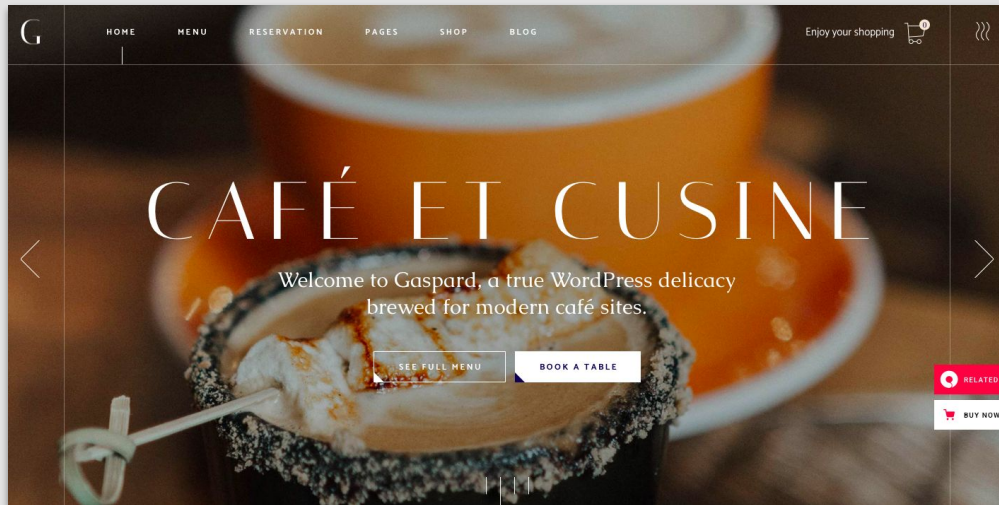 G
HOME MENU RESERVATION PAGES SHOP BLOG Enjoy your shopping 0
CAFÉ ET CUSINE
Welcome to Gaspard, a true WordPress delicacy
brewed for modern café sites.
SEE FULL MENU BOOK A TABLE
RELATED
BUY NOW